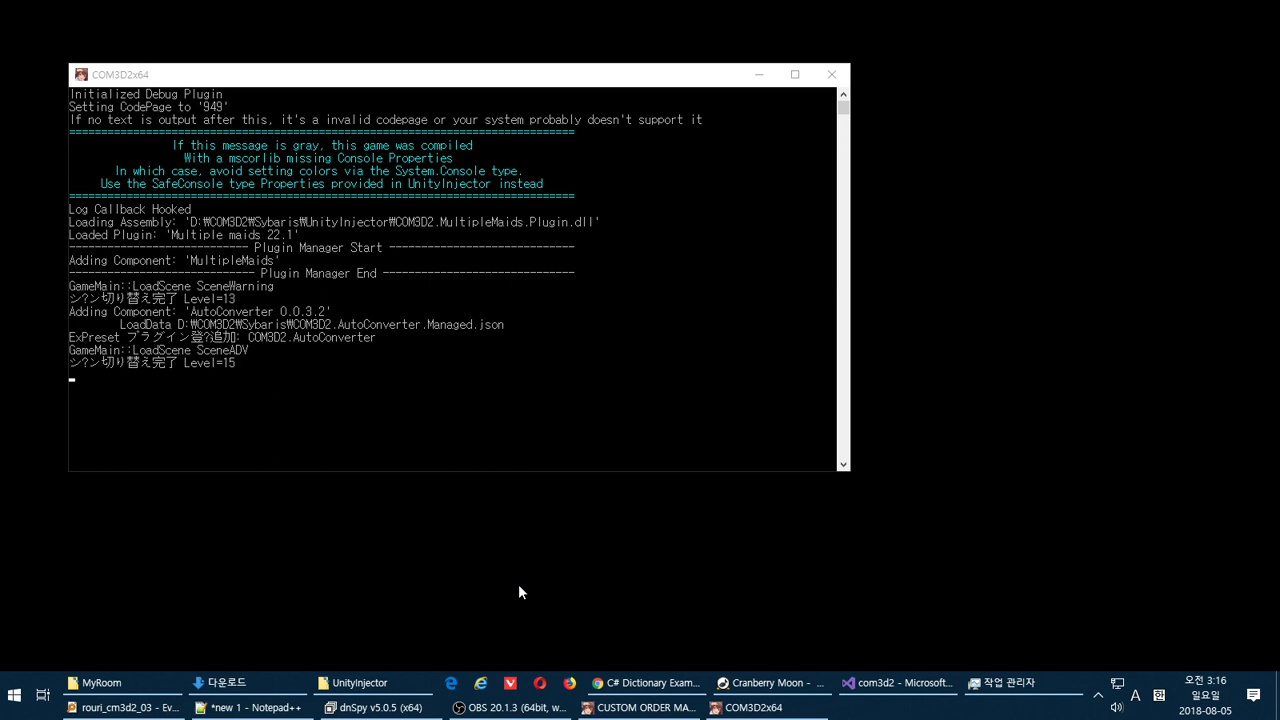 COM3D2x64
Initialized Debug Plugin
Setting CodePage to '949'
If no text is output after this, it's a invalid codepage or your system probably doesn't support it
===============================================================================
If this message is gray, this game was compiled
With a mscorlib missing Console Properties
In which case, avoid setting colors via the System.Console type.
Use the SafeConsole type Properties provided in UnityInjector instead
===============================================================================
Log Callback Hooked
Loading Assembly: 'D:₩COM3D2₩Sybaris₩UnityInjector₩COM3D2.MultipleMaids.Plugin.dll'
Loaded Plugin: 'Multiple maids 22.1'
---------------------------- Plugin Manager Start -----------------------------
Adding Component: 'MultipleMaids'
----------------------------- Plugin Manager End ------------------------------
GameMain::LoadScene SceneWarning
シ?ン切り替え完了 Level=13
Adding Component: 'AutoConverter 0.0.3.2'
LoadData D:₩COM3D2₩Sybaris₩COM3D2.AutoConverter.Managed.json
ExPreset プラグイン登?追加: COM3D2.AutoConverter
GameMain::LoadScene SceneADV
シ?ン切り替え完了 Level=15
MyRoom
다운로드
UnityInjector
C# Dictionary Exam...
Cranberry Moon - ...
com3d2 - Microsoft...
작업 관리자
A
한
오전 3:16
일요일
2018-08-05
rouri_cm3d2_03 - Ev...
*new 1 - Notepad++
dnSpy v5.0.5 (x64)
OBS 20.1.3 (64bit, w...
CUSTOM ORDER MA...
COM3D2x64